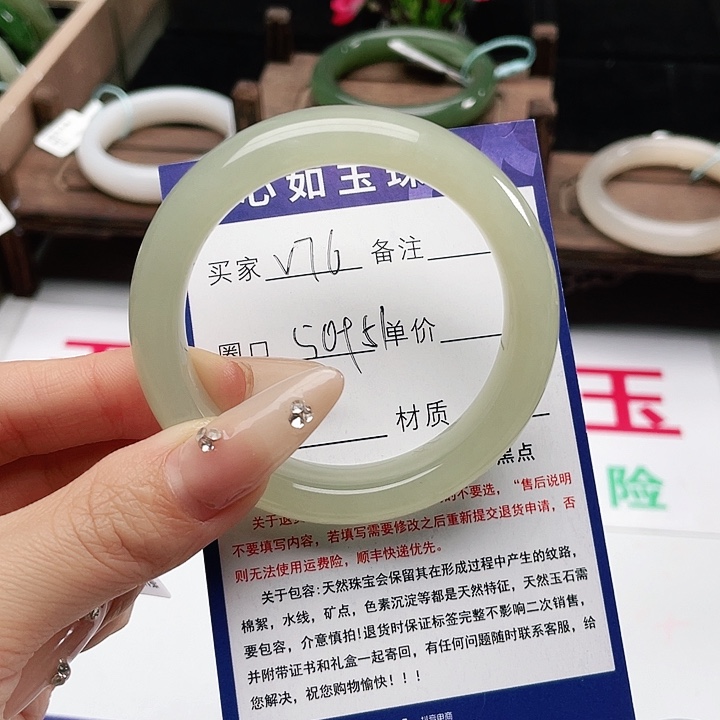 心如玉珠
买家 V76 备注
圈口 单价
材质
黑点
的不要选，“售后说明
不要填写内容，若填写需要修改之后重新提交退货申请，否
则无法使用运费险，顺丰快递优先。
关于包容：天然珠宝会保留其在形成过程中产生的纹路，
棉絮，水线，矿点，色素沉淀等都是天然特征，天然玉石需
要包容，介意慎拍！退货时保证标签完整不影响二次销售，
并附带证书和礼盒一起寄回，有任何问题随时联系客服，给
您解决，祝您购物愉快！！！
抖音电商
玉
险